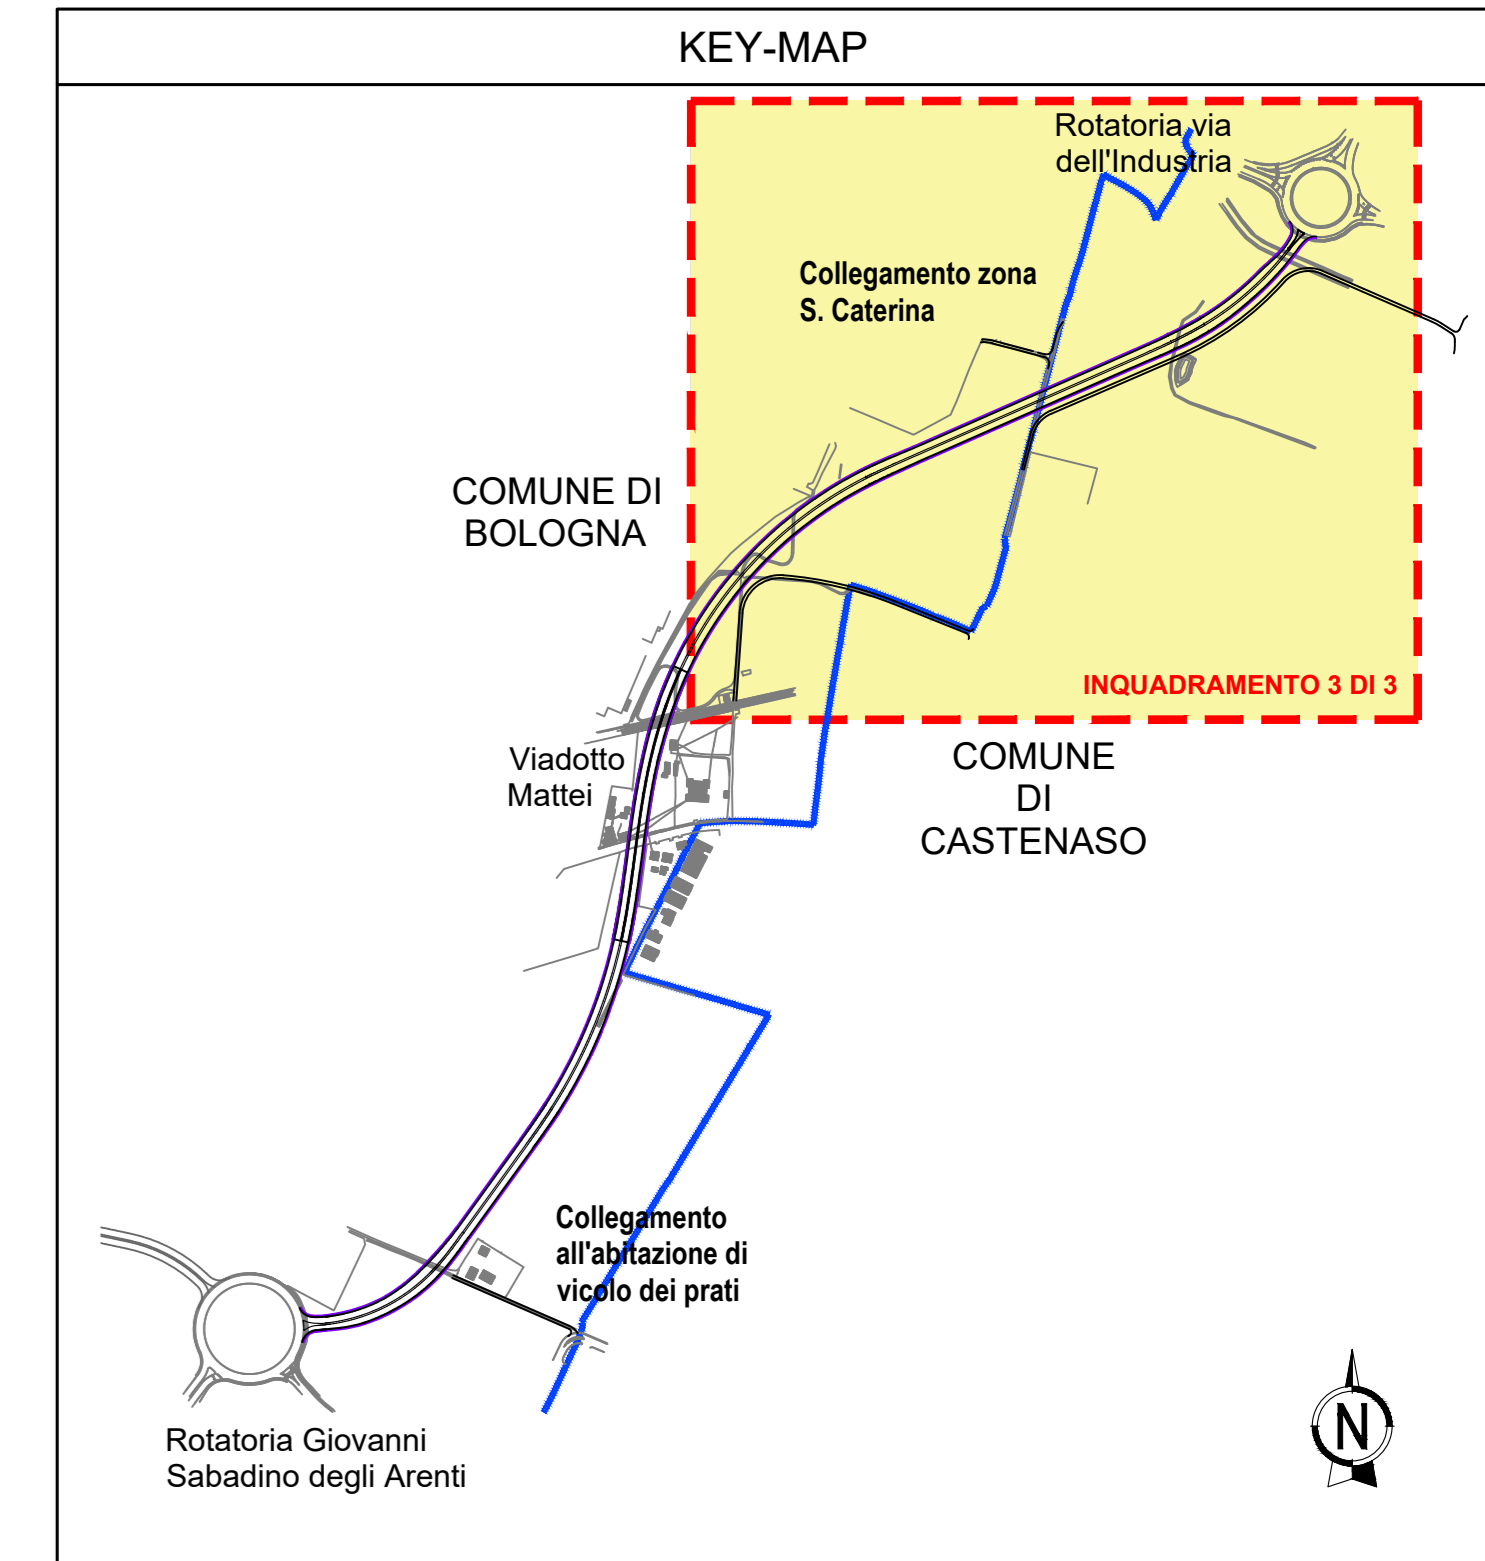 KEY-MAP
Rotatoria via
dell'Industria
Collegamento zona
S. Caterina
COMUNE DI
BOLOGNA
INQUADRAMENTO 3 DI 3
Viadotto
Mattei
COMUNE
DI
CASTENASO
Collegamento
all'abitazione di
vicolo dei prati
Rotatoria Giovanni
Sabadino degli Arenti
N